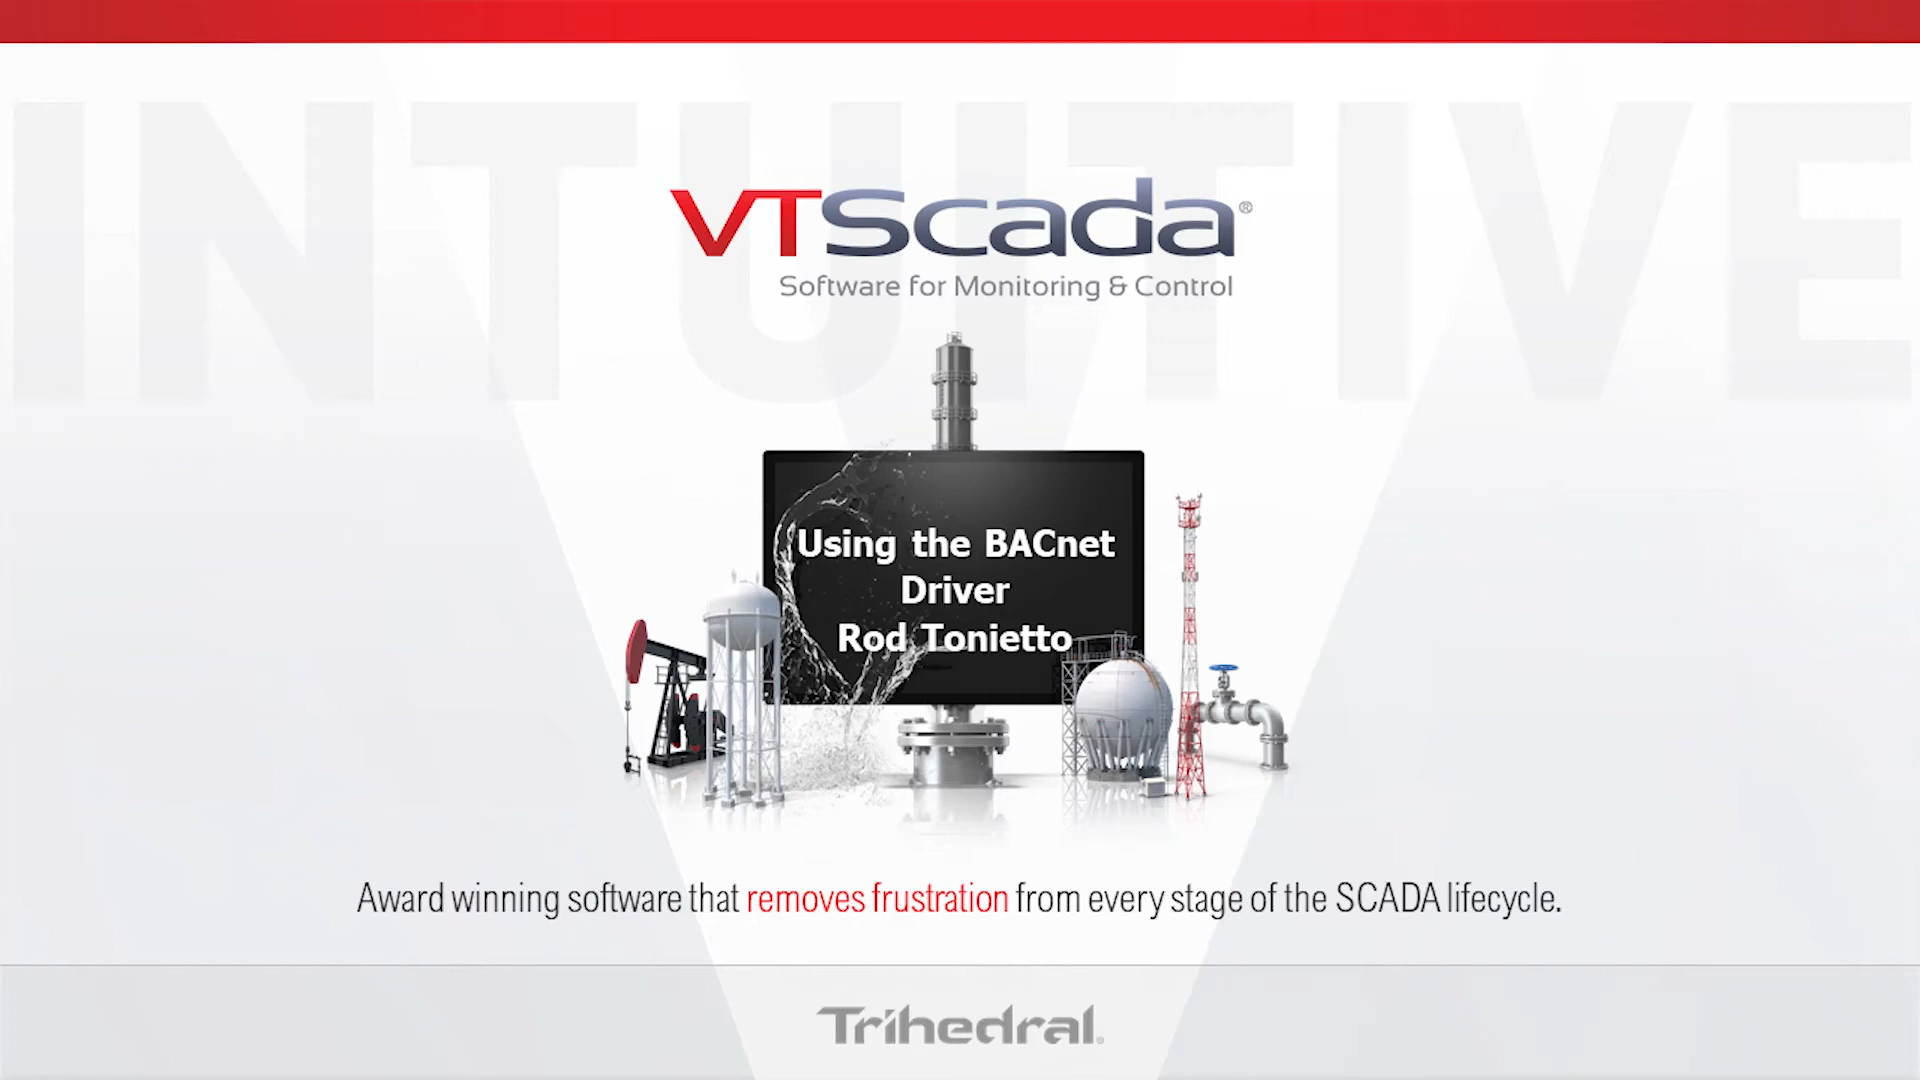 INTUITIVE
VTScada®
Software for Monitoring & Control
Using the BACnet
Driver
Rod Tonietto
Award winning software that removes frustration from every stage of the SCADA lifecycle.
Trihedral®